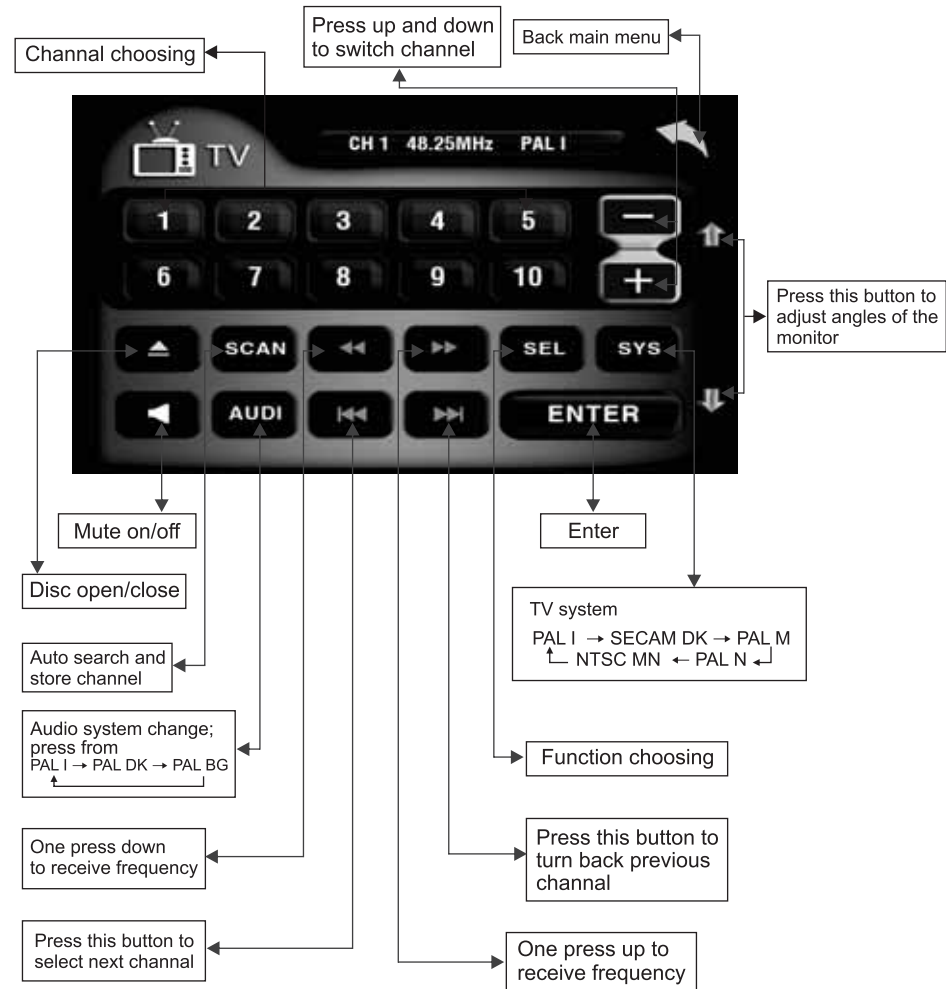 Press up and down
to switch channel
Back main menu
Channal choosing
TV
CH 1 48.25MHz PAL I
1 2 3 4 5
6 7 8 9 10
Press this button to
adjust angles of the
monitor
SCAN SEL SYS
AUDI ENTER
Mute on/off
Enter
Disc open/close
TV system
PAL I → SECAM DK → PAL M
NTSC MN ← PAL N
Auto search and
store channel
Audio system change;
press from
PAL I → PAL DK → PAL BG
Function choosing
One press down
to receive frequency
Press this button to
turn back previous
channel
Press this button to
select next channel
One press up to
receive frequency